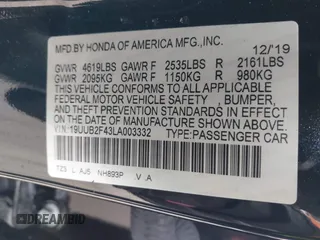 MFD BY HONDA OF AMERICA MFG.,INC.
12/'19
GVWR 4619LBS GAWR F 2535LBS R 2161LBS
GVWR 2095KG GAWR F 1150KG R 980KG
THIS VEHICLE CONFORMS TO ALL APPLICABLE
FEDERAL MOTOR VEHICLE SAFETY, BUMPER, AND
THEFT PREVENTION STANDARDS IN EFFECT ON THE
DATE OF MANUFACTURE SHOWN ABOVE.
VIN:19UUB2F43LA003332 TYPE:PASSENGER CAR
AJ5 NH893P V .A
DREAMBID